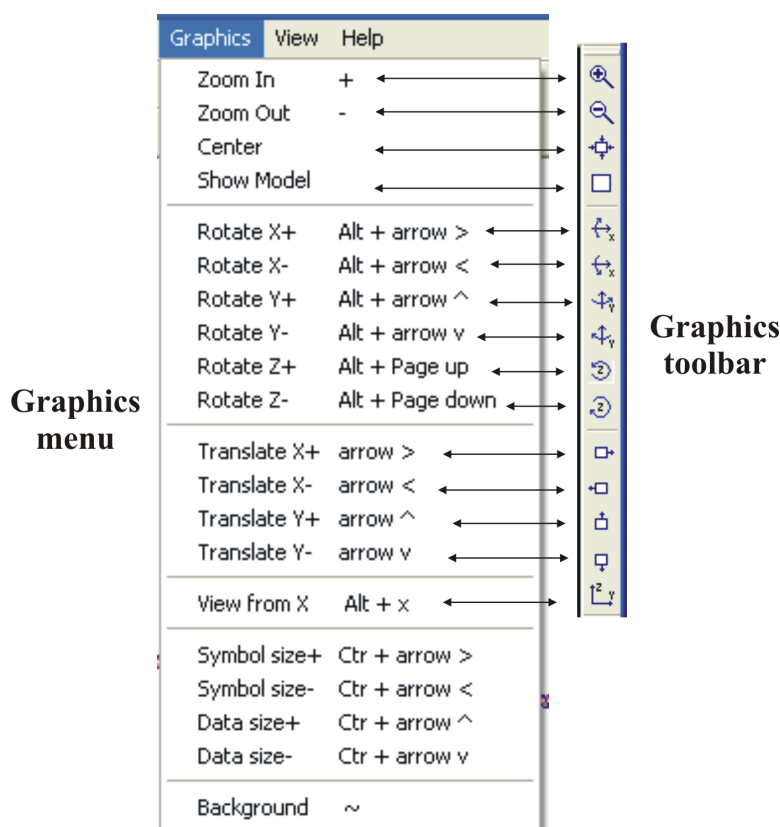 Graphics View Help
Zoom In +
Zoom Out -
Center
Show Model
Rotate X+ Alt + arrow >
Rotate X- Alt + arrow <
Rotate Y+ Alt + arrow ^
Rotate Y- Alt + arrow v
Rotate Z+ Alt + Page up
Rotate Z- Alt + Page down
Translate X+ arrow >
Translate X- arrow <
Translate Y+ arrow ^
Translate Y- arrow v
View from X Alt + x
Symbol size+ Ctr + arrow >
Symbol size- Ctr + arrow <
Data size+ Ctr + arrow ^
Data size- Ctr + arrow v
Background ~
Graphics
menu
Graphics
toolbar
x
x
Y
Y
Z
Z
Z Y